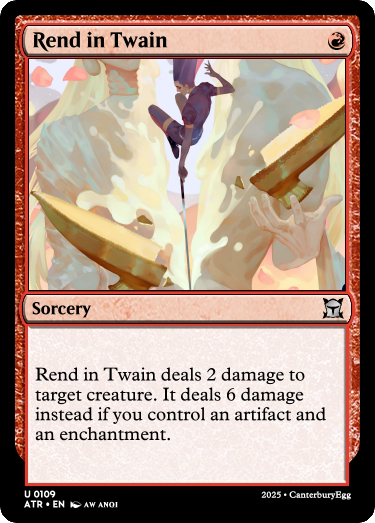 Rend in Twain
Sorcery
Rend in Twain deals 2 damage to
target creature. It deals 6 damage
instead if you control an artifact and
an enchantment.
U 0109
ATR • EN AW ANOI
2025 • CanterburyEgg